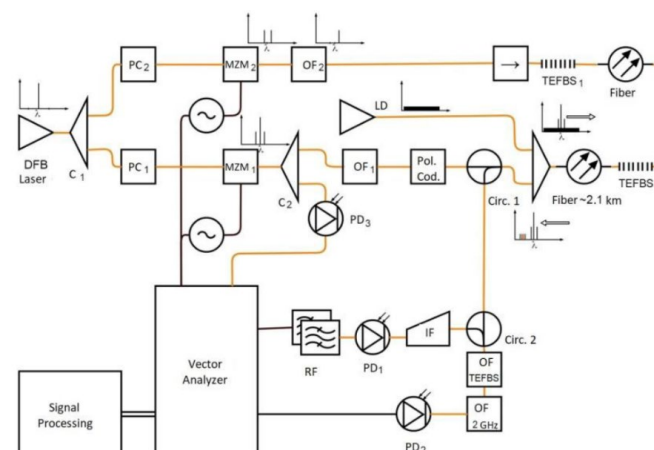 PC2
MZM2
OF2
→
TEFBS1
Fiber
λ
λ
λ
DFB
Laser
C1
LD
PC1
MZM1
λ
C2
OF1
Pol.
Cod.
Circ. 1
λ
Fiber ~2.1 km
TEFBS
PD3
λ
Vector
Analyzer
RF
PD1
IF
Circ. 2
OF
TEFBS
OF
2 GHz
Signal
Processing